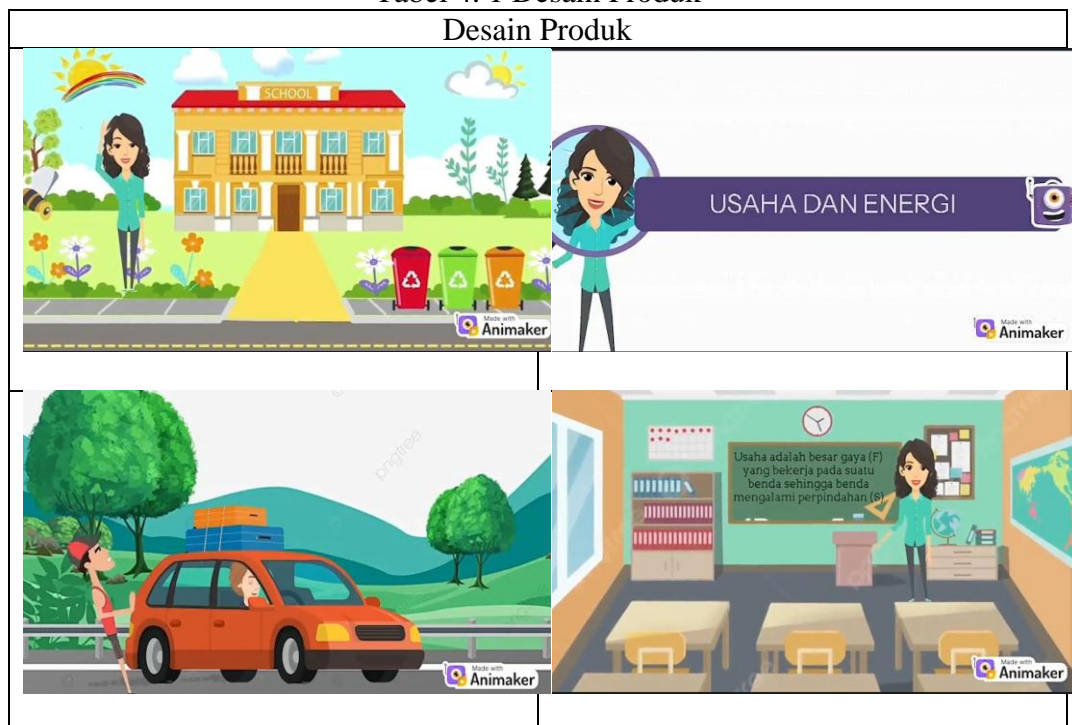 Tabel 4. 1 Desain Produk
Desain Produk
SCHOOL
Made with
Animaker
USAHA DAN ENERGI
Made with
Animaker
pngtree
Made with
Animaker
Usaha adalah besar gaya (F)
yang bekerja pada suatu
benda sehingga benda
mengalami perpindahan (S)
Made with
Animaker